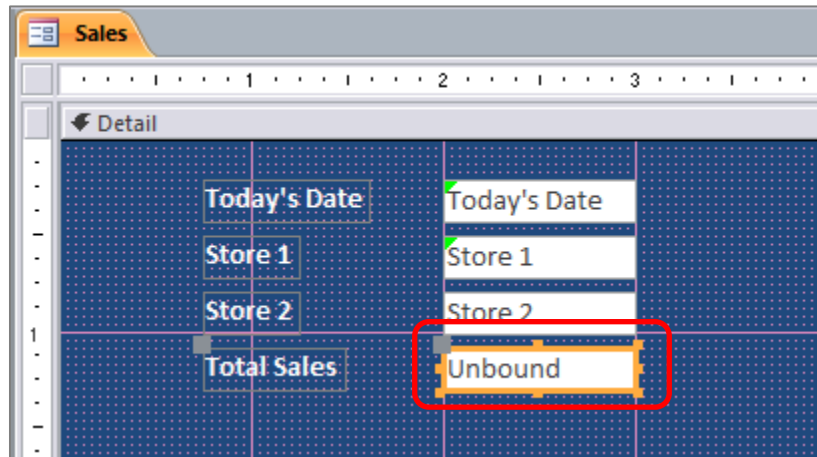 Sales
1 2 3
Detail
Today's Date Today's Date
Store 1 Store 1
Store 2 Store 2
1
Total Sales Unbound